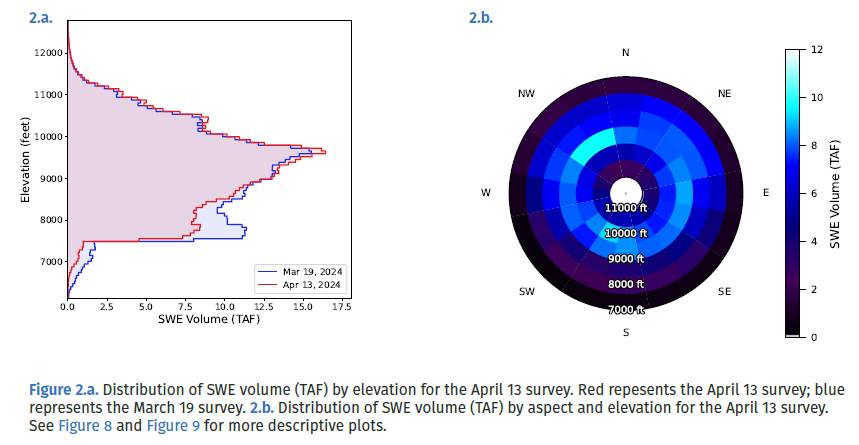 2.a.
12000
11000
10000
9000
8000
7000
Elevation (feet)
0.0 2.5 5.0 7.5 10.0 12.5 15.0 17.5
SWE Volume (TAF)
Mar 19, 2024
Apr 13, 2024
2.b.
N
NW NE
W E
SW SE
S
11000 ft
10000 ft
9000 ft
8000 ft
7000 ft
12
10
8
6
4
2
0
SWE Volume (TAF)
Figure 2.a. Distribution of SWE volume (TAF) by elevation for the April 13 survey. Red repesents the April 13 survey; blue
represents the March 19 survey. 2.b. Distribution of SWE volume (TAF) by aspect and elevation for the April 13 survey.
See Figure 8 and Figure 9 for more descriptive plots.